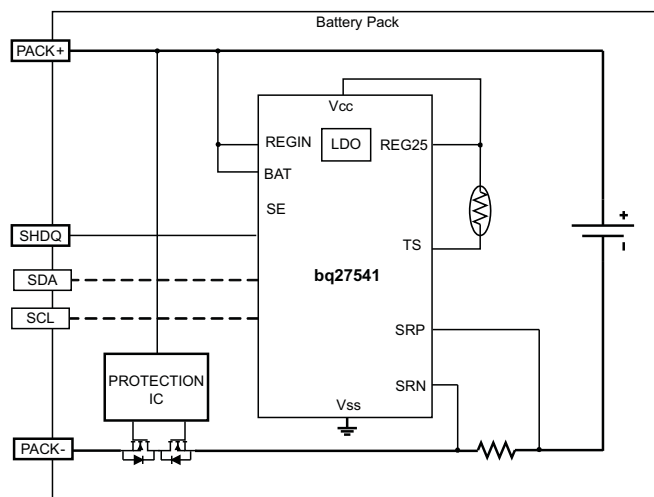 Battery Pack
PACK+
Vcc
REGIN
LDO
REG25
BAT
SE
+
SHDQ
TS
SDA
bq27541
SCL
SRP
PROTECTION
IC
SRN
Vss
PACK-